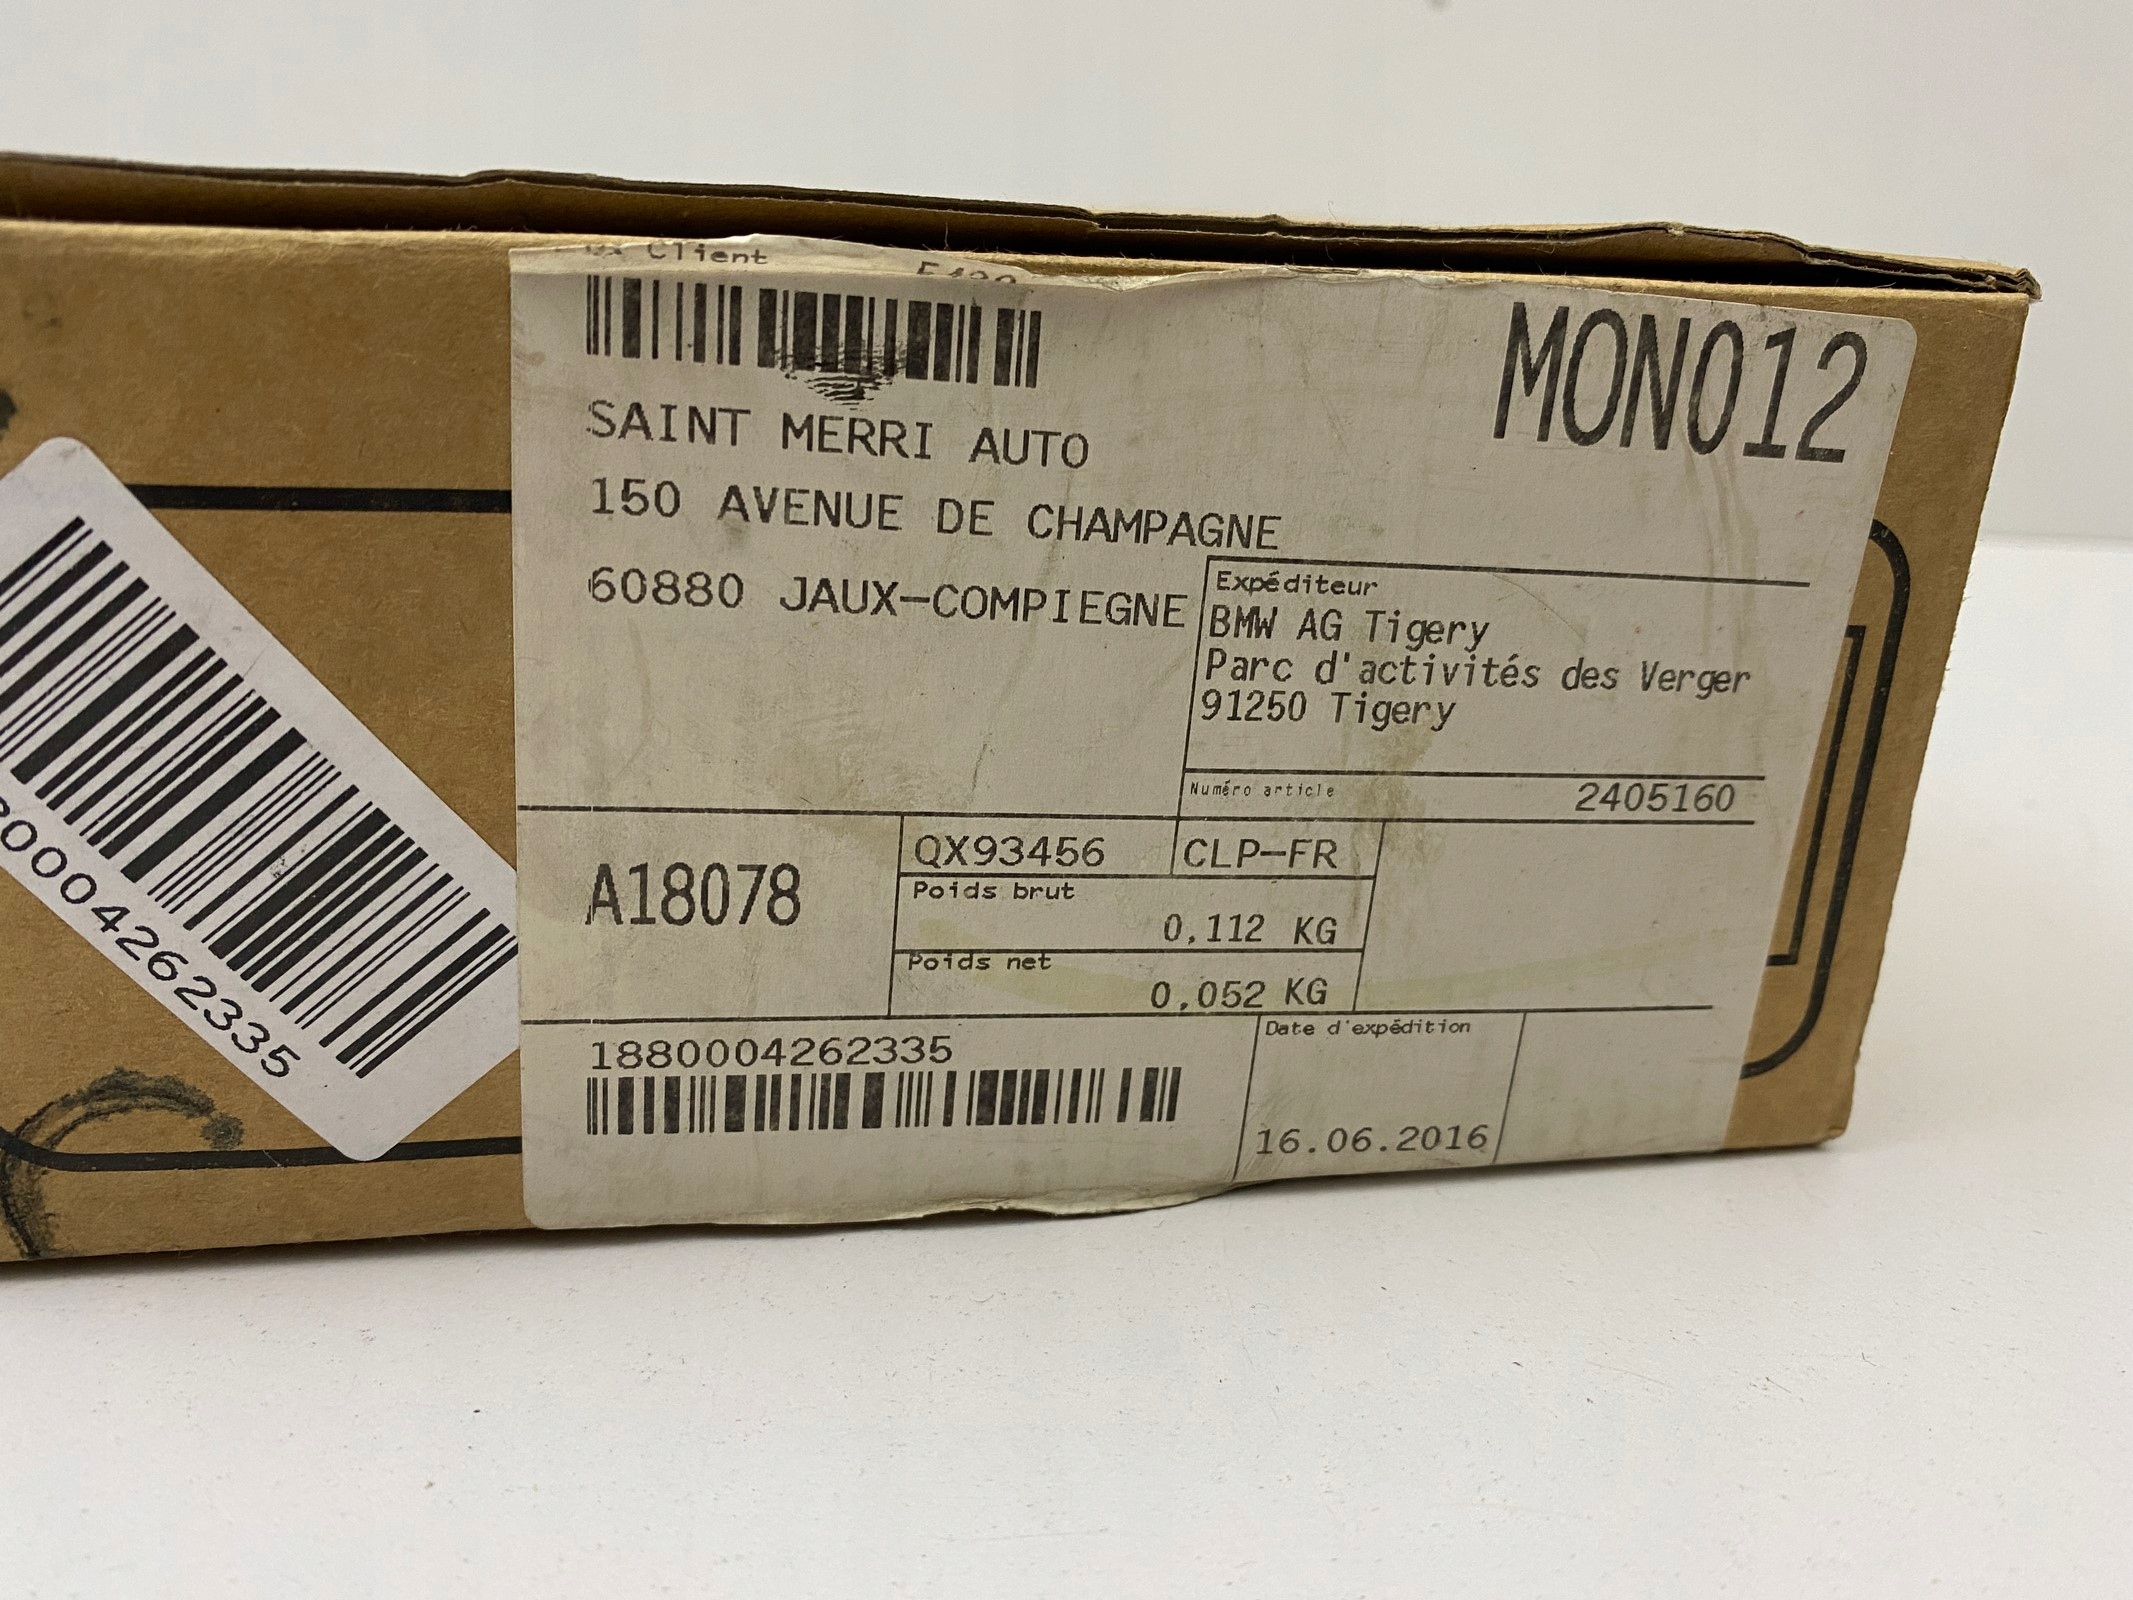 Client
SAINT MERRI AUTO
150 AVENUE DE CHAMPAGNE
60880 JAUX-COMPIEGNE
MON012
Expéditeur
BMW AG Tigery
Parc d'activités des Verger
91250 Tigery
Numéro article
2405160
A18078
QX93456
CLP-FR
Poids brut
0,112 KG
Poids net
0,052 KG
1880004262335
Date d'expédition
16.06.2016
0004262335